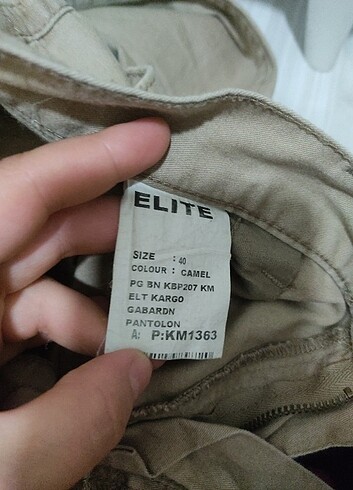 ELITE
SIZE : 40
COLOUR : CAMEL
PG BN KBP207 KM
ELT KARGO
GABARDN
PANTOLON
A: P:KM1363